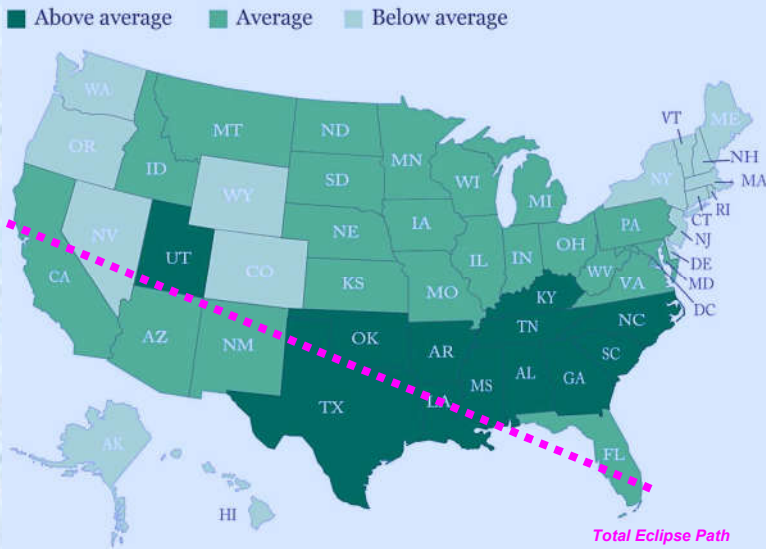 Above average Average Below average
WA
VT
ME
MT
ND
OR
MN
ID
NH
SD
WI
NY
MA
WY
MI
CT
RI
IA
PA
NE
NV
NJ
OH
IL
IN
UT
CO
DE
WV
CA
KS
MO
VA
MD
KY
DC
NC
TN
OK
AZ
NM
AR
SC
MS
AL
GA
TX
LA
AK
FL
HI
Total Eclipse Path